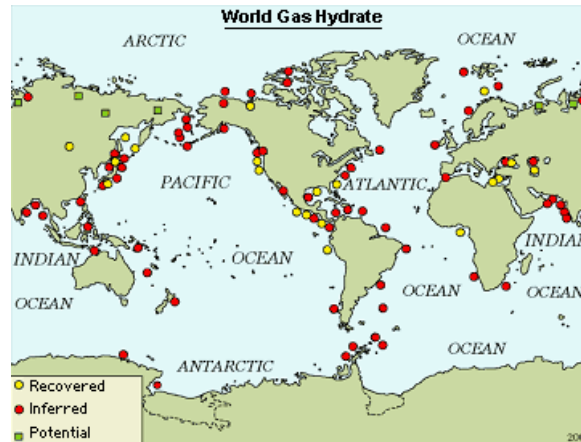 World Gas Hydrate
ARCTIC
OCEAN
PACIFIC
ATLANTIC
INDIAN
OCEAN
OCEAN
INDIAN
OCEAN
OCEAN
OCEAN
ANTARCTIC
OCEAN
Recovered
Inferred
Potential